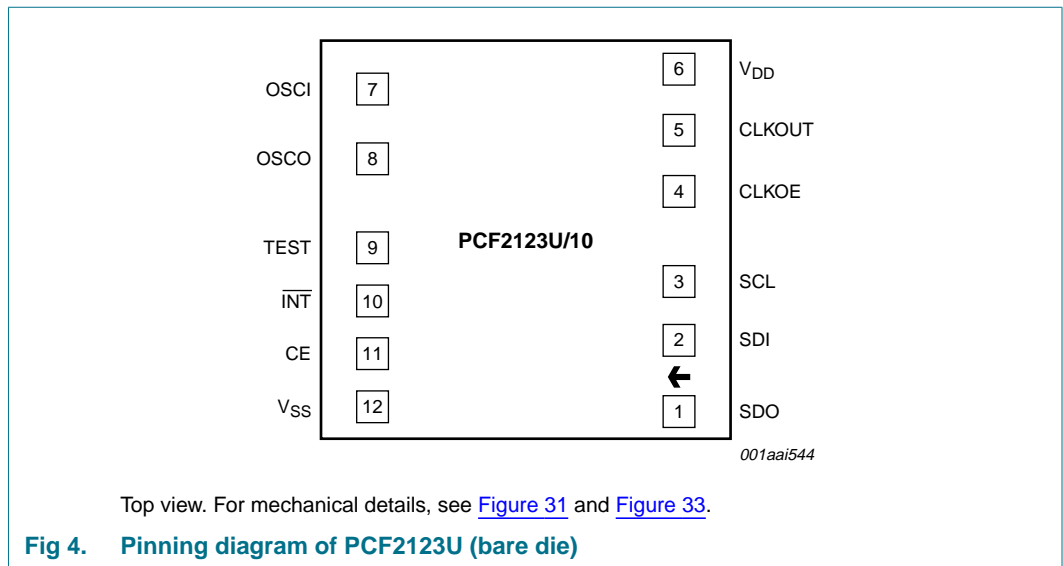 OSCI 7 6 VDD
5 CLKOUT
OSCO 8
4 CLKOE
TEST 9 PCF2123U/10
3 SCL
INT 10
2 SDI
CE 11
VSS 12 1 SDO
001aai544
Top view. For mechanical details, see Figure 31 and Figure 33.
Fig 4. Pinning diagram of PCF2123U (bare die)